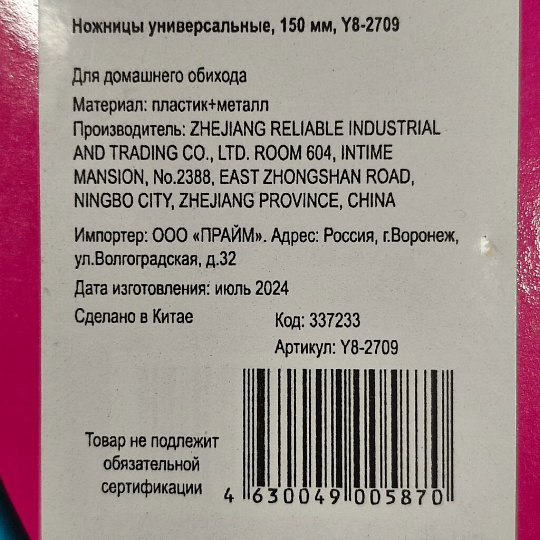 Ножницы универсальные, 150 мм, Y8-2709
Для домашнего обихода
Материал: пластик+металл
Производитель: ZHEJIANG RELIABLE INDUSTRIAL
AND TRADING CO., LTD. ROOM 604, INTIME
MANSION, No.2388, EAST ZHONGSHAN ROAD,
NINGBO CITY, ZHEJIANG PROVINCE, CHINA
Импортер: ООО «ПРАЙМ». Адрес: Россия, г.Воронеж,
ул.Волгоградская, д.32
Дата изготовления: июль 2024
Сделано в Китае
Код: 337233
Артикул: Y8-2709
Товар не подлежит
обязательной
сертификации
4 630049 005870